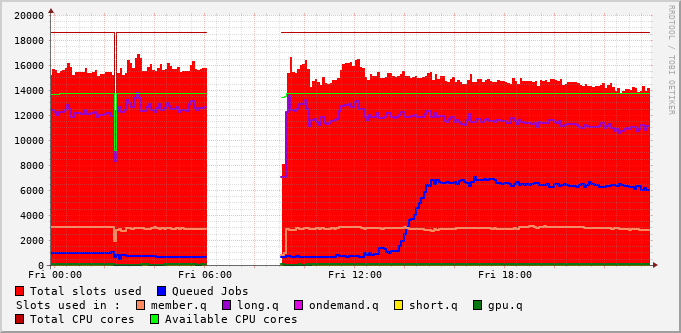 20000
18000
16000
14000
12000
10000
8000
6000
4000
2000
0
Fri 00:00 Fri 06:00 Fri 12:00 Fri 18:00
RRDTOOL / TOBI OETIKER
Total slots used Queued Jobs
Slots used in : member.q long.q ondemand.q short.q gpu.q
Total CPU cores Available CPU cores